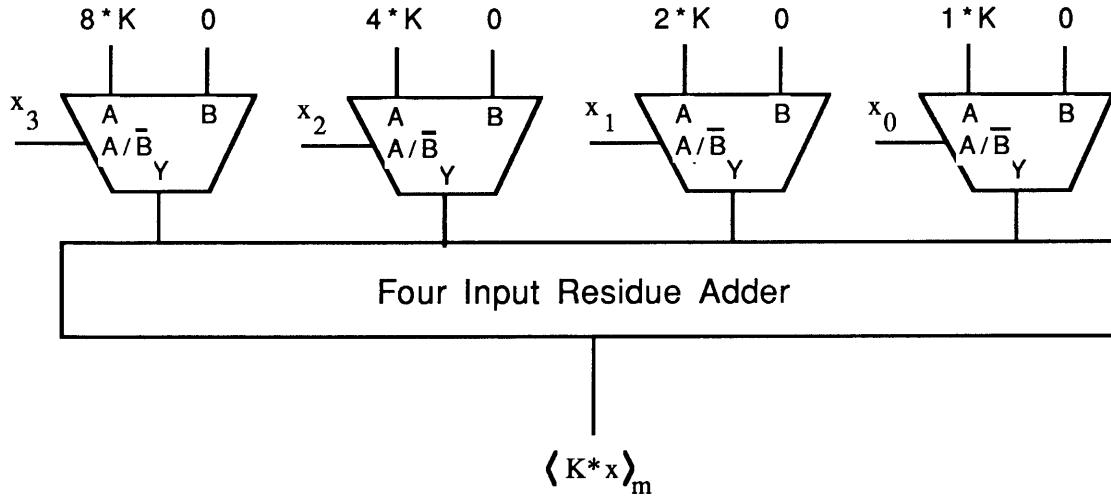 8*K 0 4*K 0 2*K 0 1*K 0
x₃ A B x₂ A B x₁ A B x₀ A B
A/B̅ A/B̅ A/B̅ A/B̅
Y Y Y Y
Four Input Residue Adder
⟨K*x⟩ₘ